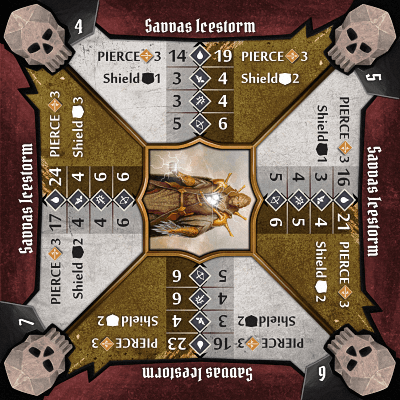 4
Savvas Icestorm
PIERCE 3 14 19 PIERCE 3
Shield 1 3 4 Shield 2
3 4
5 6
5
Savvas Icestorm
PIERCE 3 16 21 PIERCE 3
Shield 1 3 4 Shield 2
4 4
5 6
6
Savvas Icestorm
PIERCE 3 16 23 PIERCE 3
Shield 2 3 4 Shield 2
4 6
5 6
7
Savvas Icestorm
PIERCE 3 17 24 PIERCE 3
Shield 2 4 4 Shield 3
4 6
6 6